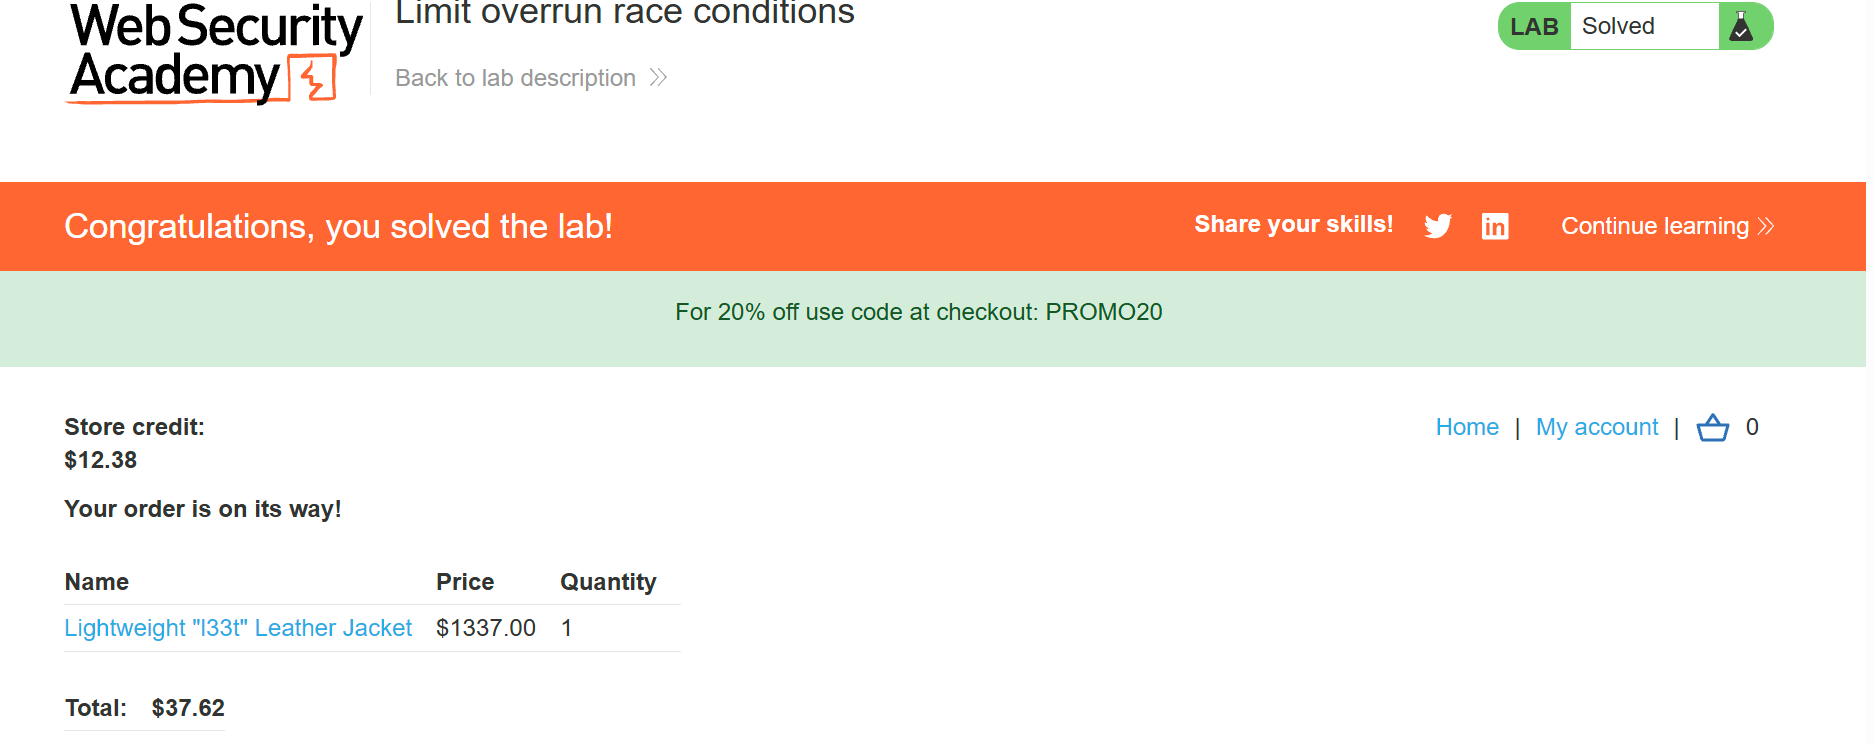 Web Security
Academy
Limit overrun race conditions
Back to lab description
LAB Solved
Congratulations, you solved the lab!
Share your skills!
Continue learning
For 20% off use code at checkout: PROMO20
Store credit:
$12.38
Home | My account | 0
Your order is on its way!
Name Price Quantity
Lightweight "l33t" Leather Jacket $1337.00 1
Total: $37.62